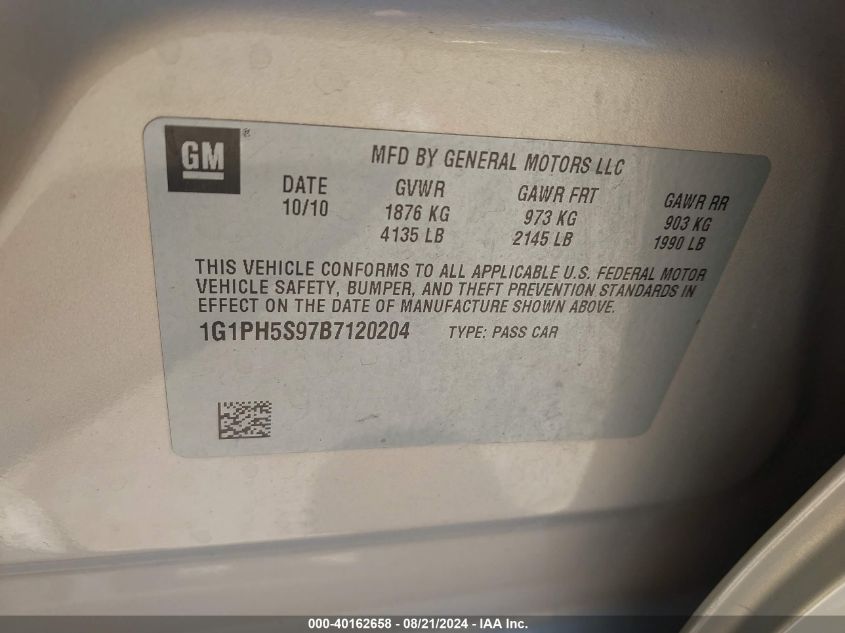 GM®
MFD BY GENERAL MOTORS LLC
DATE GVWR GAWR FRT GAWR RR
10/10 1876 KG 973 KG 903 KG
4135 LB 2145 LB 1990 LB
THIS VEHICLE CONFORMS TO ALL APPLICABLE U.S. FEDERAL MOTOR
VEHICLE SAFETY, BUMPER, AND THEFT PREVENTION STANDARDS IN
EFFECT ON THE DATE OF MANUFACTURE SHOWN ABOVE.
1G1PH5S97B7120204 TYPE: PASS CAR
000-40162658 - 08/21/2024 - IAA Inc.